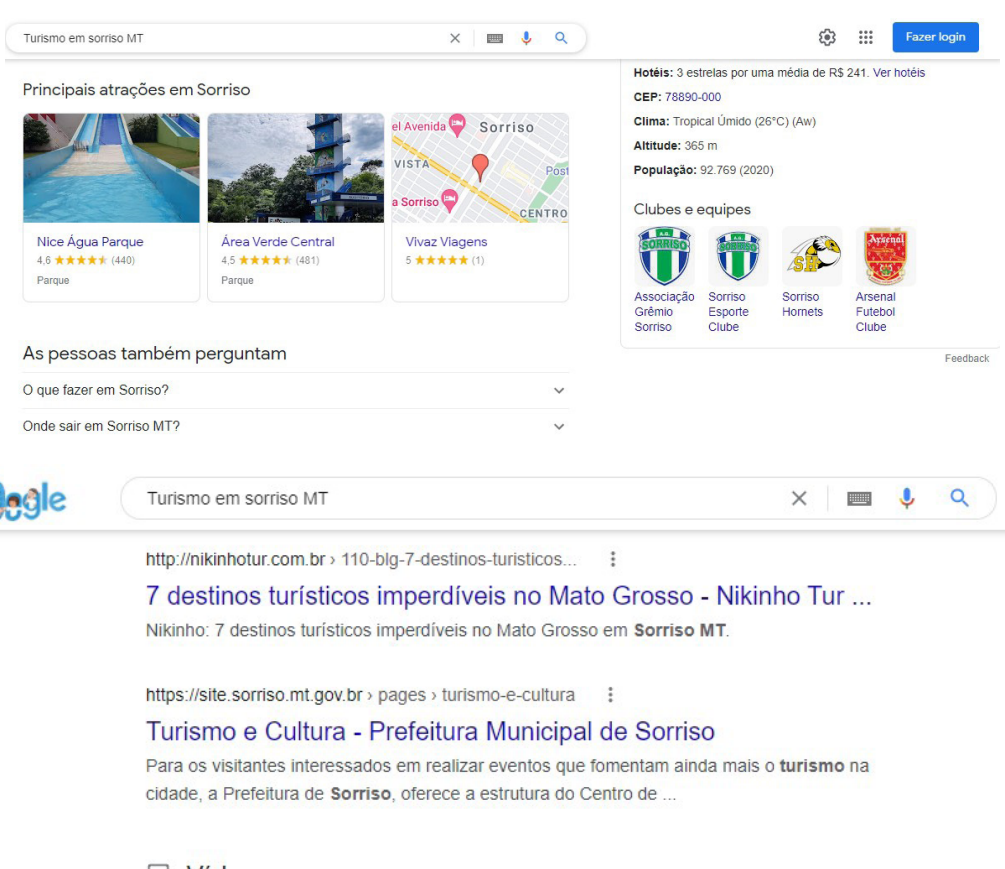 Turismo em sorriso MT
Fazer login
Principais atrações em Sorriso
el Avenida
Sorriso
VISTA
Post
a Sorriso
CENTRO
Nice Água Parque
4,6 ★★★★★ (440)
Parque
Área Verde Central
4,5 ★★★★★ (481)
Parque
Vivaz Viagens
5 ★★★★★ (1)
As pessoas também perguntam
O que fazer em Sorriso?
Onde sair em Sorriso MT?
Hotéis: 3 estrelas por uma média de R$ 241. Ver hotéis
CEP: 78890-000
Clima: Tropical Úmido (26°C) (Aw)
Altitude: 365 m
População: 92.769 (2020)
Clubes e equipes
SORRISO
SORRISO
SH
Arsenal
Associação
Grêmio
Sorriso
Sorriso
Esporte
Clube
Sorriso
Hornets
Arsenal
Futebol
Clube
Feedback
ogle
Turismo em sorriso MT
http://nikinhotur.com.br › 110-blg-7-destinos-turisticos...
7 destinos turísticos imperdíveis no Mato Grosso - Nikinho Tur ...
Nikinho: 7 destinos turísticos imperdíveis no Mato Grosso em Sorriso MT.
https://site.sorriso.mt.gov.br › pages › turismo-e-cultura
Turismo e Cultura - Prefeitura Municipal de Sorriso
Para os visitantes interessados em realizar eventos que fomentam ainda mais o turismo na
cidade, a Prefeitura de Sorriso, oferece a estrutura do Centro de ...